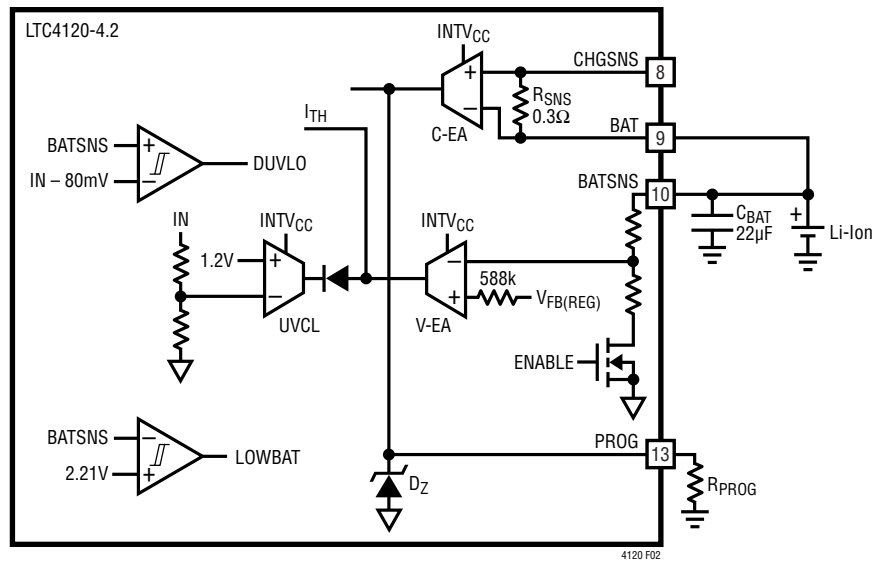 LTC4120-4.2
INTVCC
CHGSNS
8
+
−
RSNS
0.3Ω
C-EA
BAT
9
ITH
BATSNS
+
IN – 80mV
−
DUVLO
BATSNS
10
CBAT
22µF
+
Li-Ion
IN
INTVCC
1.2V
+
−
UVCL
INTVCC
−
+
V-EA
588k
VFB(REG)
ENABLE
BATSNS
−
2.21V
+
LOWBAT
PROG
13
DZ
RPROG
4120 F02